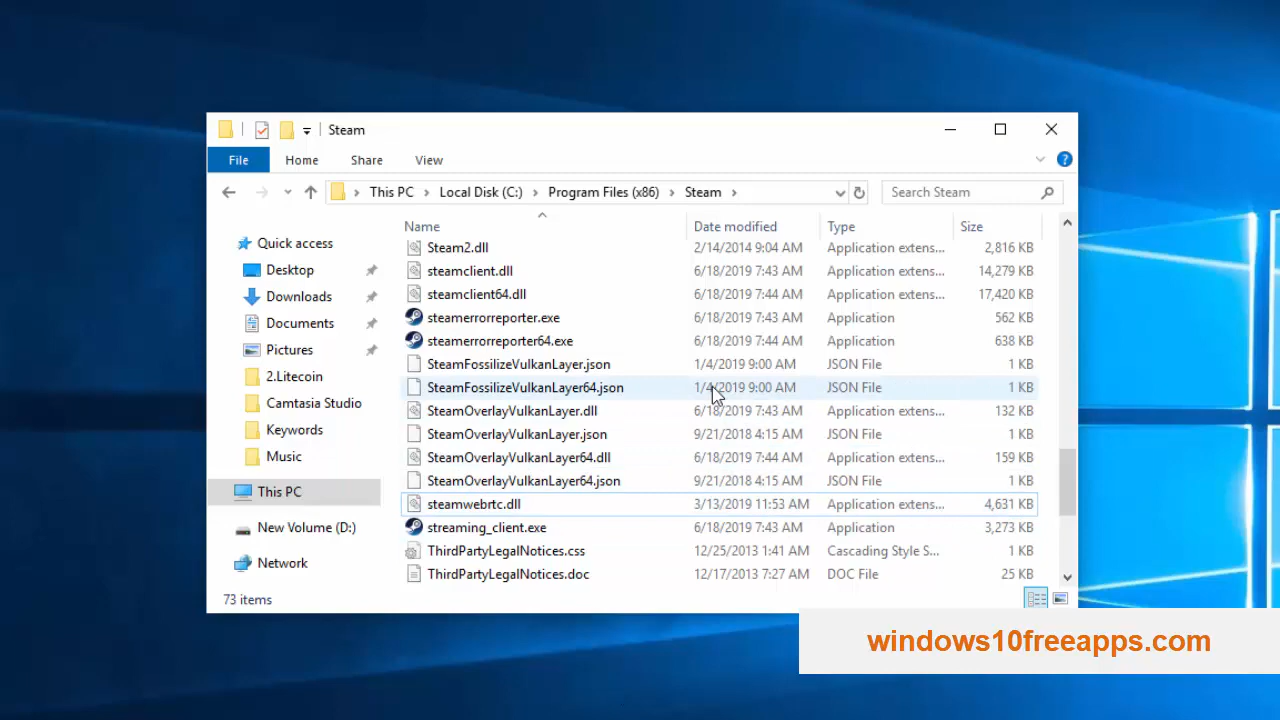 Steam
File Home Share View
This PC Local Disk (C:) Program Files (x86) Steam Search Steam
Name Date modified Type Size
Quick access
Desktop
Downloads
Documents
Pictures
2.Litecoin
Camtasia Studio
Keywords
Music
This PC
New Volume (D:)
Network
Steam2.dll 2/14/2014 9:04 AM Application extens... 2,816 KB
steamclient.dll 6/18/2019 7:43 AM Application extens... 14,279 KB
steamclient64.dll 6/18/2019 7:44 AM Application extens... 17,420 KB
steamerrorreporter.exe 6/18/2019 7:43 AM Application 562 KB
steamerrorreporter64.exe 6/18/2019 7:44 AM Application 638 KB
SteamFossilizeVulkanLayer.json 1/4/2019 9:00 AM JSON File 1 KB
SteamFossilizeVulkanLayer64.json 1/4/2019 9:00 AM JSON File 1 KB
SteamOverlayVulkanLayer.dll 6/18/2019 7:43 AM Application extens... 132 KB
SteamOverlayVulkanLayer.json 9/21/2018 4:15 AM JSON File 1 KB
SteamOverlayVulkanLayer64.dll 6/18/2019 7:44 AM Application extens... 159 KB
SteamOverlayVulkanLayer64.json 9/21/2018 4:15 AM JSON File 1 KB
steamwebrtc.dll 3/13/2019 11:53 AM Application extens... 4,631 KB
streaming_client.exe 6/18/2019 7:43 AM Application 3,273 KB
ThirdPartyLegalNotices.css 12/25/2013 1:41 AM Cascading Style S... 1 KB
ThirdPartyLegalNotices.doc 12/17/2013 7:27 AM DOC File 25 KB
73 items
windows10freeapps.com